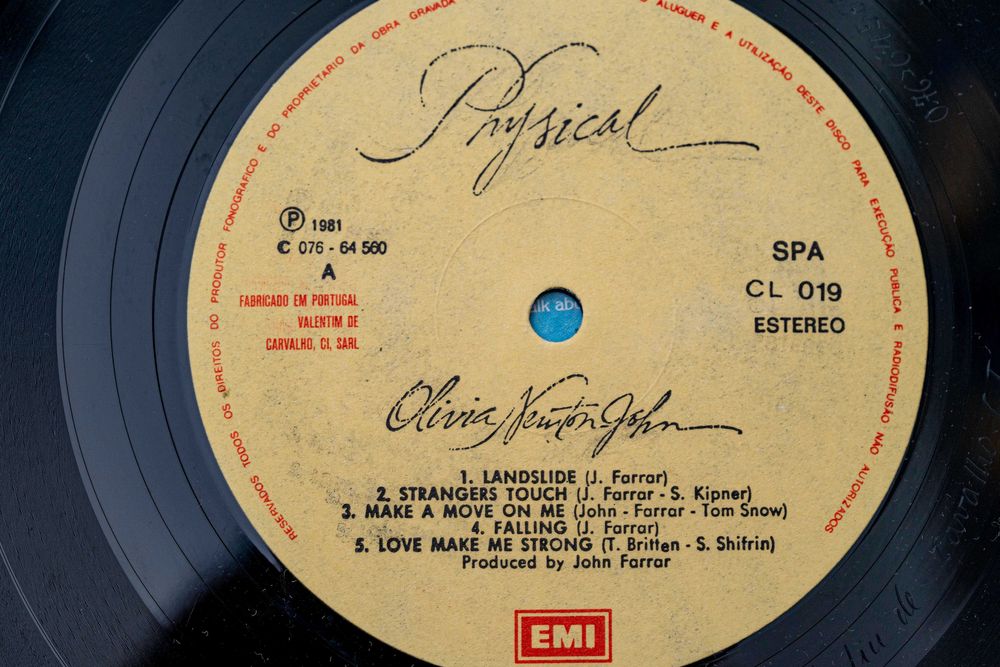 RESERVADOS TODOS OS DIREITOS DO PRODUTOR FONOGRAFICO E DO PROPRIETARIO DA OBRA GRAVADA
ALUGUER E A UTILIZAÇÃO DESTE DISCO PARA EXECUÇÃO PUBLICA E RADIODIFUSÃO NÃO AUTORIZADOS
Physical
℗ 1981
C 076 - 64 560
A
FABRICADO EM PORTUGAL
VALENTIM DE
CARVALHO, CI, SARL
SPA
CL 019
ESTEREO
alk abo
Olivia Newton-John
1. LANDSLIDE (J. Farrar)
2. STRANGERS TOUCH (J. Farrar - S. Kipner)
3. MAKE A MOVE ON ME (John - Farrar - Tom Snow)
4. FALLING (J. Farrar)
5. LOVE MAKE ME STRONG (T. Britten - S. Shifrin)
Produced by John Farrar
EMI